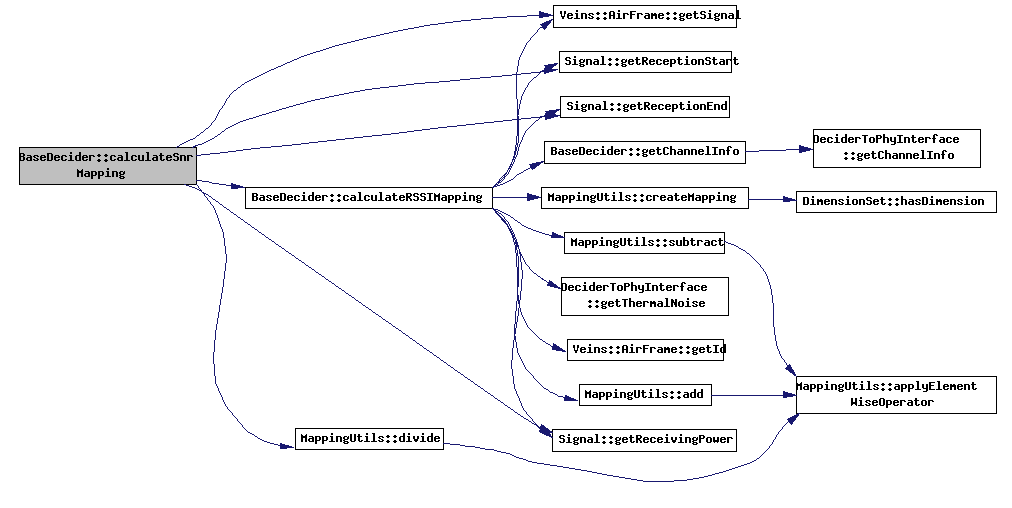 Veins::AirFrame::getSignal
Signal::getReceptionStart
Signal::getReceptionEnd
BaseDecider::calculateSnr
Mapping
BaseDecider::getChannelInfo
DeciderToPhyInterface
::getChannelInfo
BaseDecider::calculateRSSIMapping
MappingUtils::createMapping
DimensionSet::hasDimension
MappingUtils::subtract
DeciderToPhyInterface
::getThermalNoise
Veins::AirFrame::getId
MappingUtils::add
MappingUtils::applyElement
WiseOperator
MappingUtils::divide
Signal::getReceivingPower